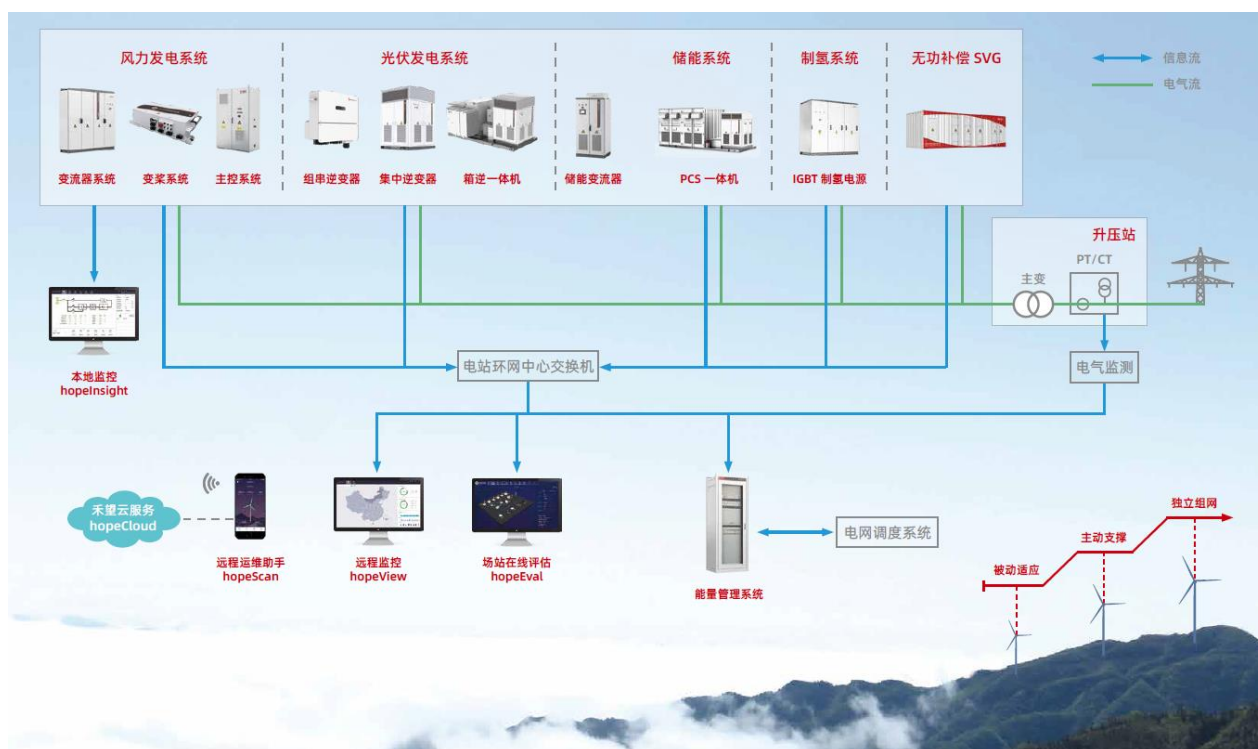 风力发电系统
光伏发电系统
储能系统
制氢系统
无功补偿 SVG
信息流
电气流
变流器系统
变桨系统
主控系统
组串逆变器
集中逆变器
箱逆一体机
储能变流器
PCS 一体机
IGBT 制氢电源
升压站
主变
PT/CT
本地监控
hopeInsight
电站环网中心交换机
电气监测
禾望云服务
hopeCloud
远程运维助手
hopeScan
远程监控
hopeView
场站在线评估
hopeEval
能量管理系统
电网调度系统
被动适应
主动支撑
独立组网